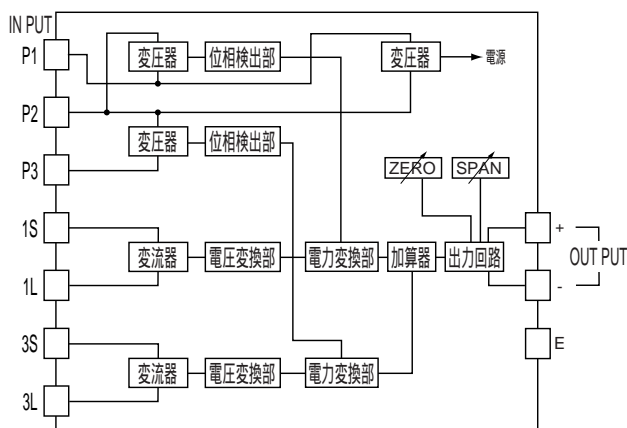 IN PUT
P1
変圧器
位相検出部
変圧器
電源
P2
変圧器
位相検出部
P3
ZERO
SPAN
1S
変流器
電圧変換部
電力変換部
加算器
出力回路
+
OUT PUT
-
1L
3S
E
変流器
電圧変換部
電力変換部
3L